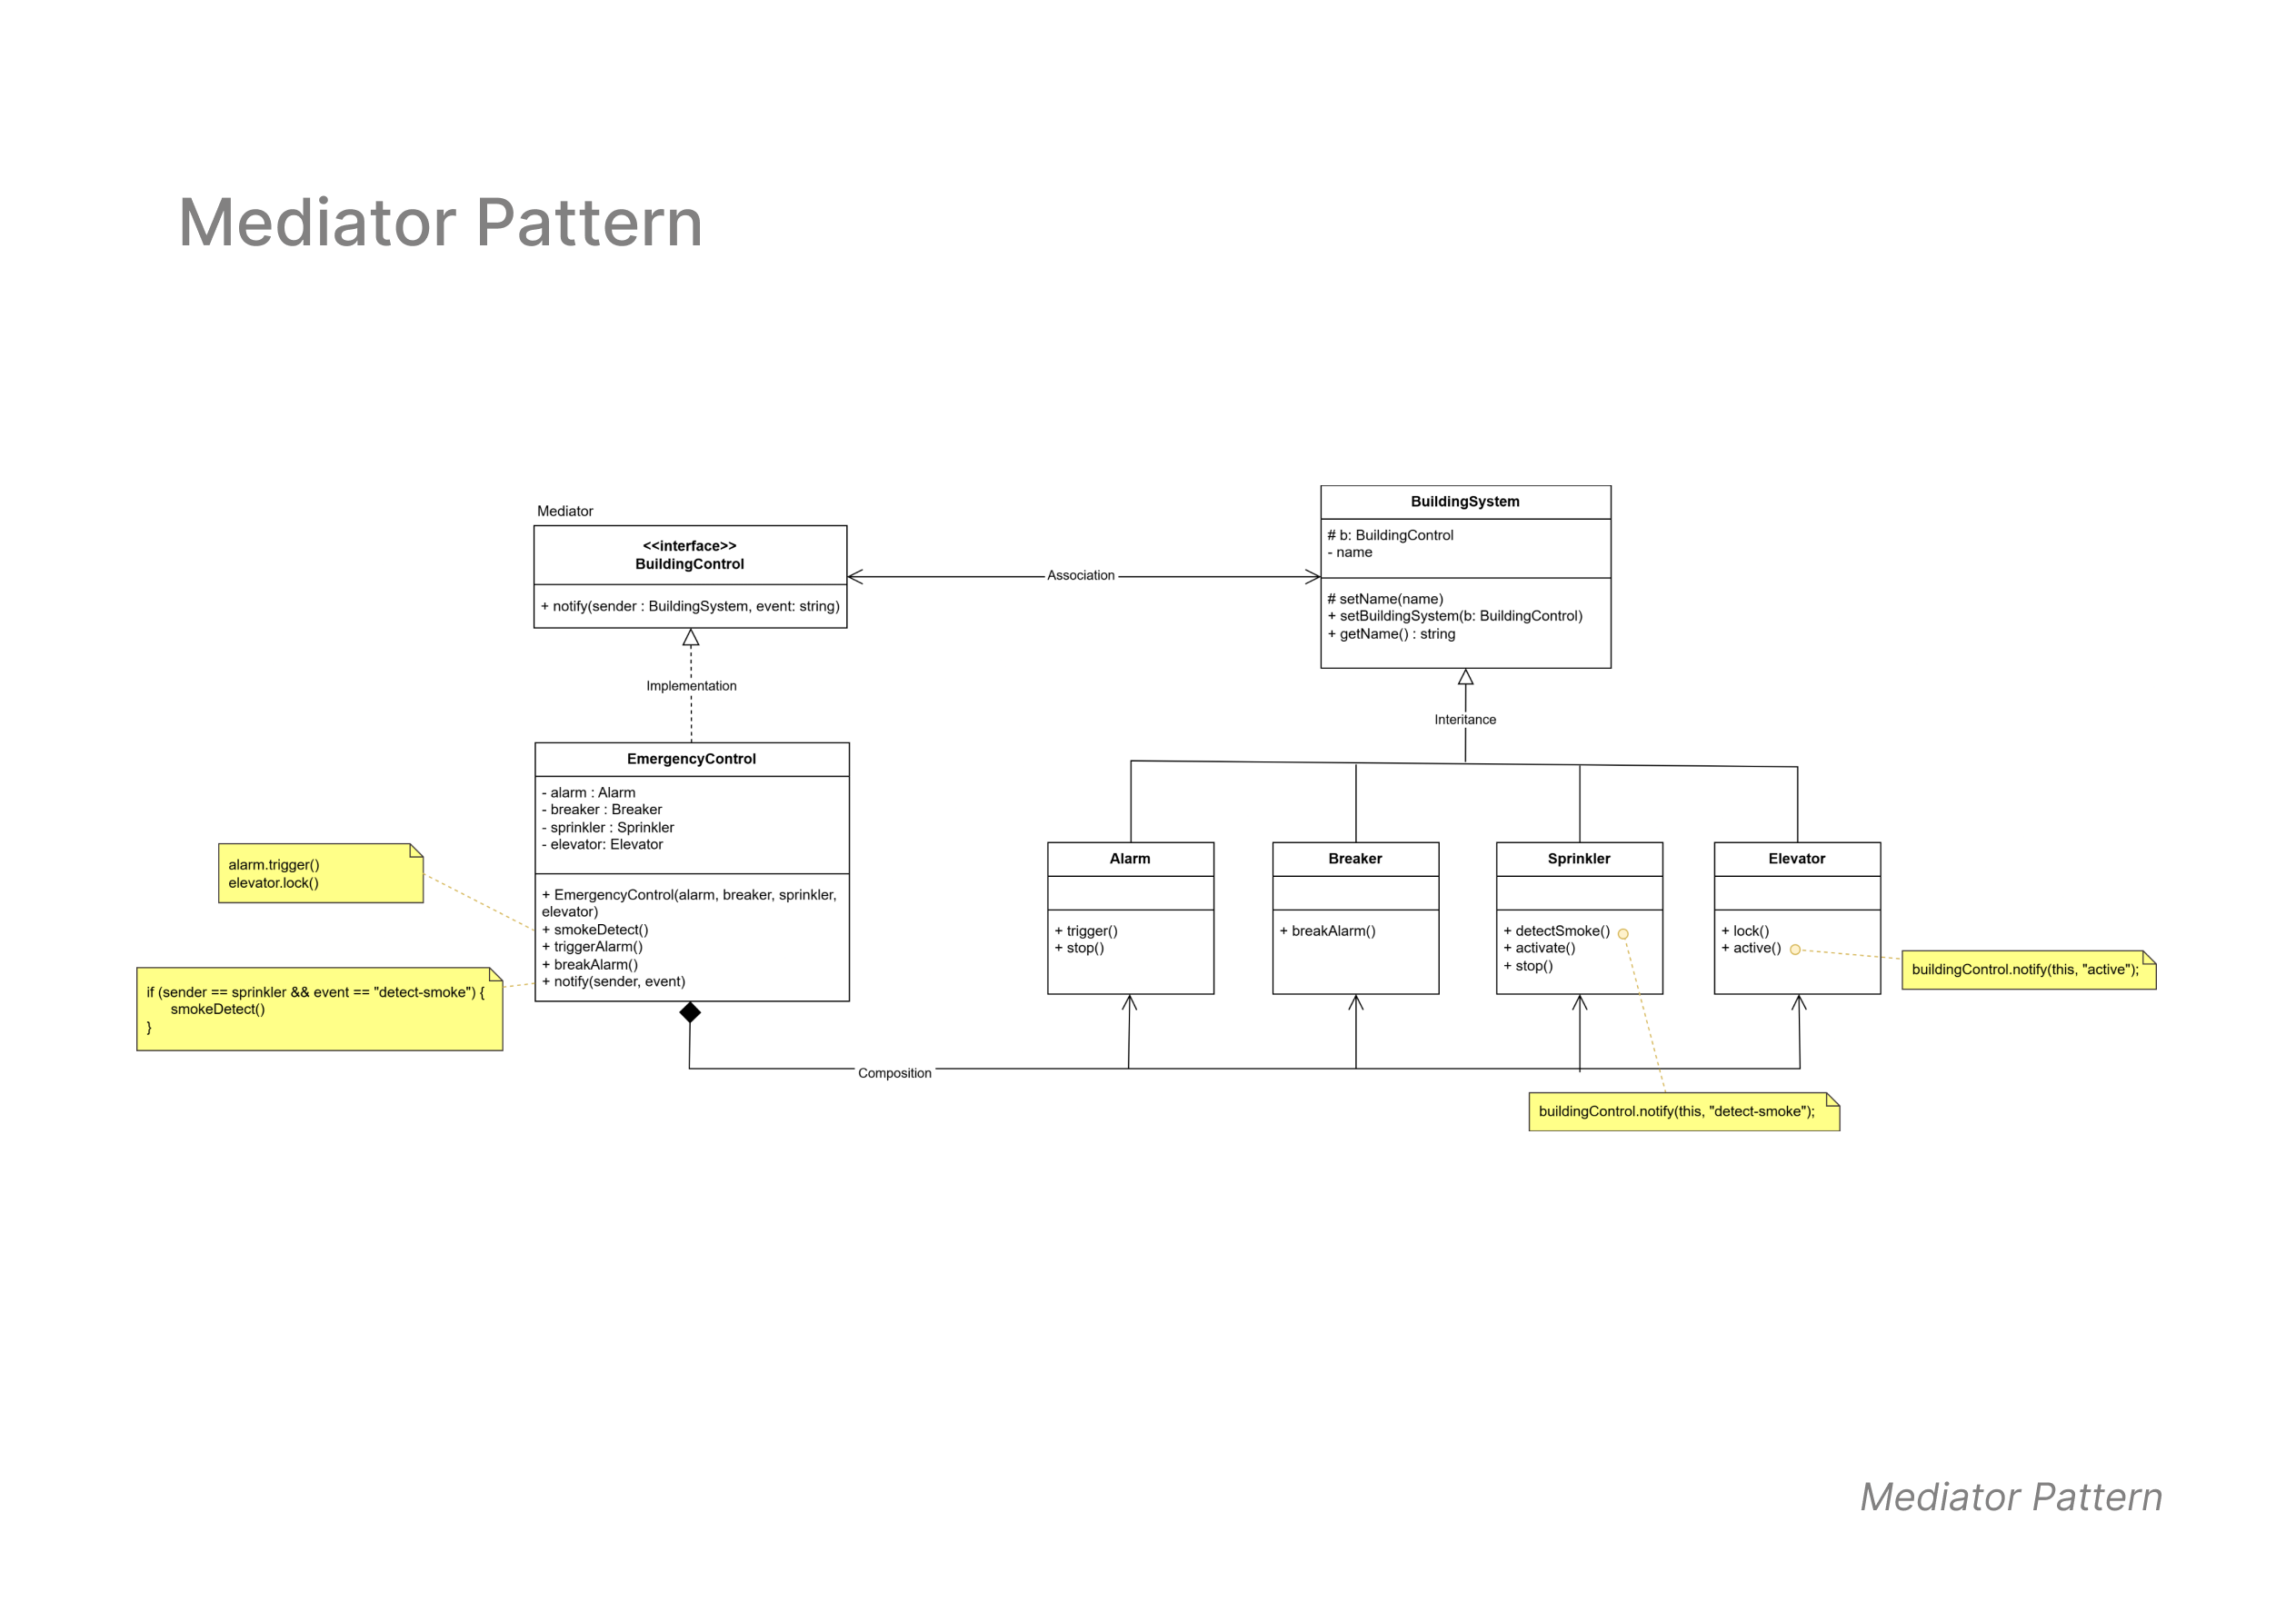 Mediator Pattern
Mediator
<<interface>>
BuildingControl
+ notify(sender : BuildingSystem, event: string)
Association
BuildingSystem
# b: BuildingControl
- name
# setName(name)
+ setBuildingSystem(b: BuildingControl)
+ getName() : string
Implementation
Interitance
EmergencyControl
- alarm : Alarm
- breaker : Breaker
- sprinkler : Sprinkler
- elevator: Elevator
+ EmergencyControl(alarm, breaker, sprinkler,
elevator)
+ smokeDetect()
+ triggerAlarm()
+ breakAlarm()
+ notify(sender, event)
alarm.trigger()
elevator.lock()
if (sender == sprinkler && event == "detect-smoke") {
smokeDetect()
}
Alarm
+ trigger()
+ stop()
Breaker
+ breakAlarm()
Sprinkler
+ detectSmoke()
+ activate()
+ stop()
Elevator
+ lock()
+ active()
buildingControl.notify(this, "active");
Composition
buildingControl.notify(this, "detect-smoke");
Mediator Pattern